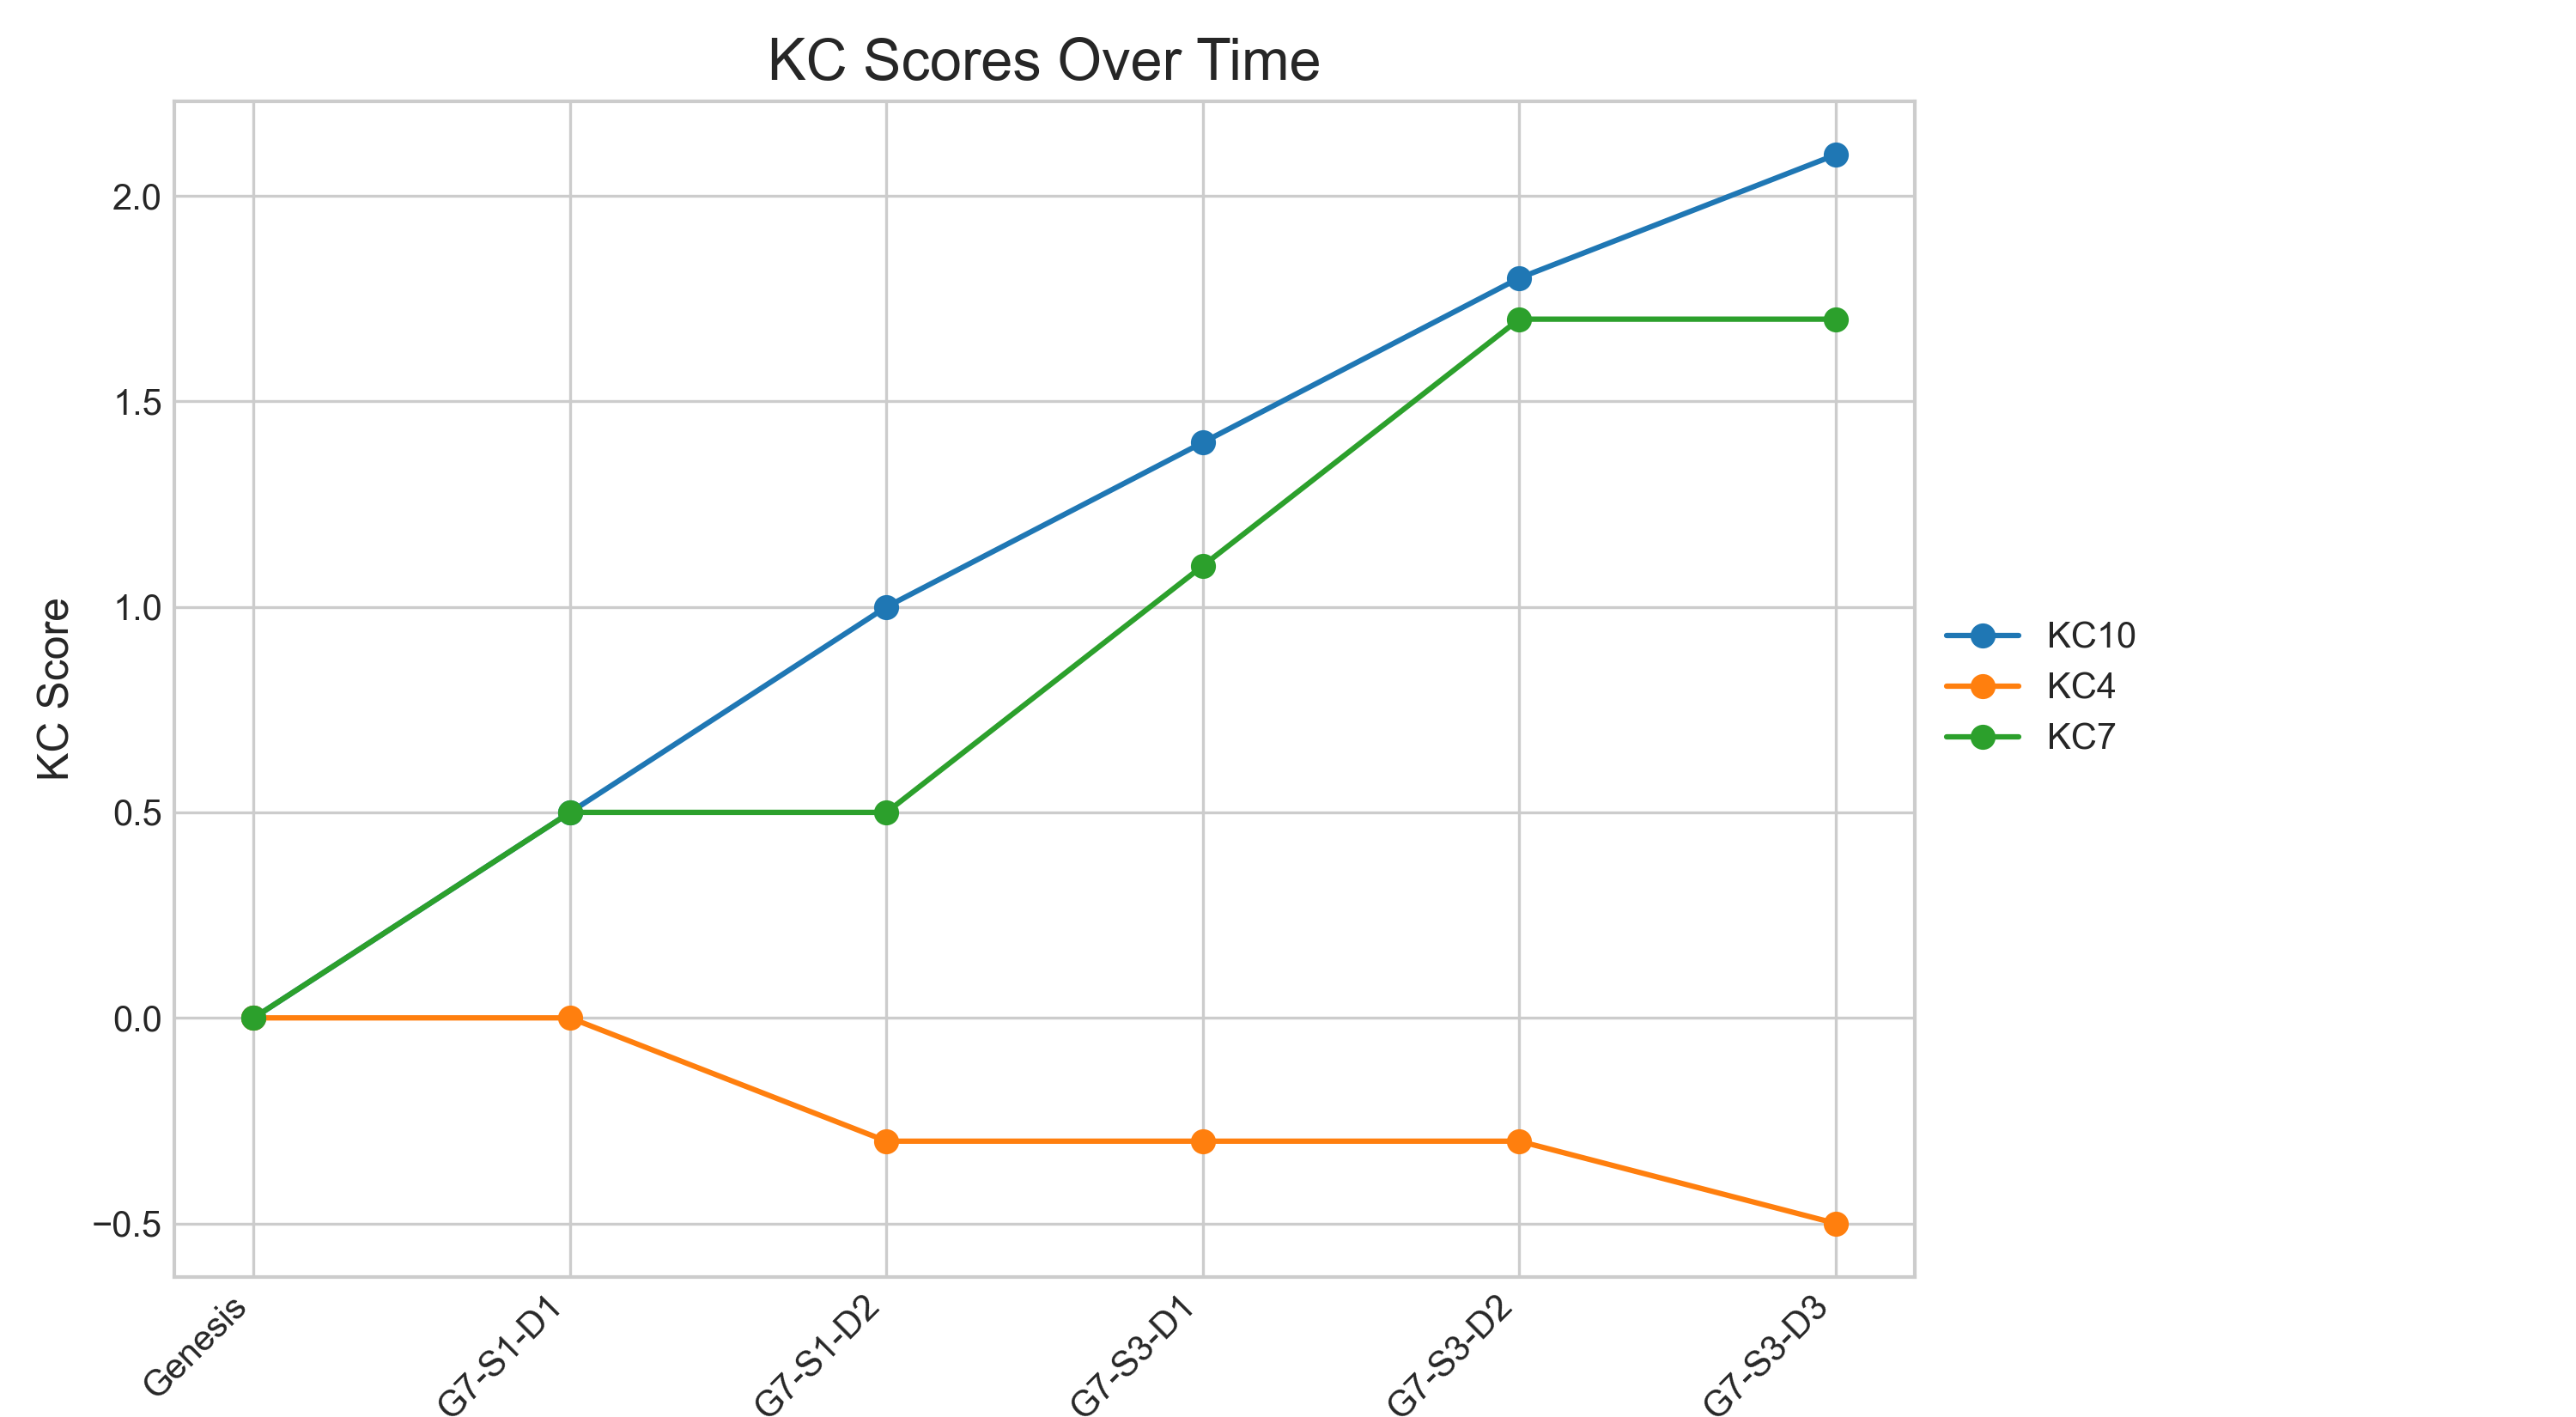 KC Scores Over Time
KC Score
2.0
1.5
1.0
0.5
0.0
−0.5
Genesis
G7-S1-D1
G7-S1-D2
G7-S3-D1
G7-S3-D2
G7-S3-D3
KC10
KC4
KC7